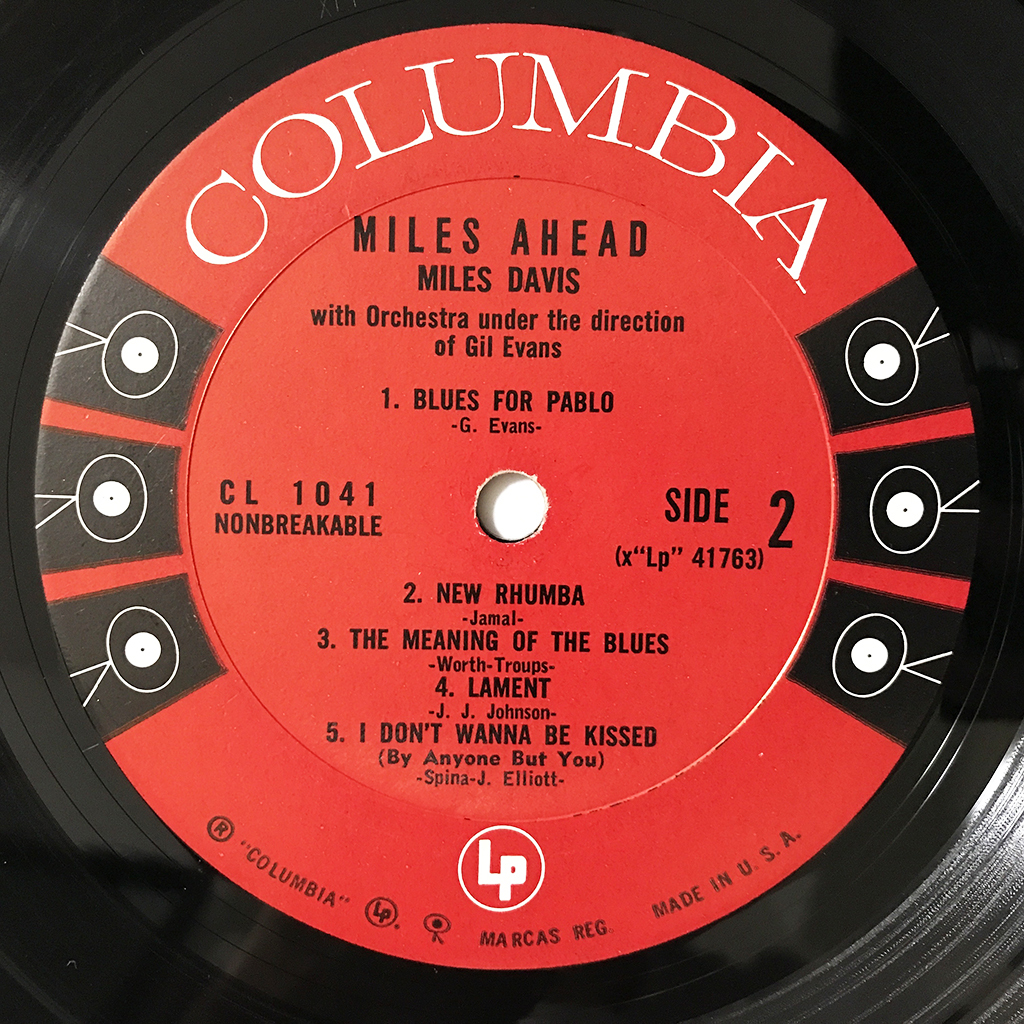 COLUMBIA
MILES AHEAD
MILES DAVIS
with Orchestra under the direction
of Gil Evans
1. BLUES FOR PABLO
-G. Evans-
CL 1041
NONBREAKABLE
SIDE 2
(x“Lp” 41763)
2. NEW RHUMBA
-Jamal-
3. THE MEANING OF THE BLUES
-Worth-Troups-
4. LAMENT
-J. J. Johnson-
5. I DON'T WANNA BE KISSED
(By Anyone But You)
-Spina-J. Elliott-
Lp
® "COLUMBIA" Lp. MARCAS REG. MADE IN U. S. A.